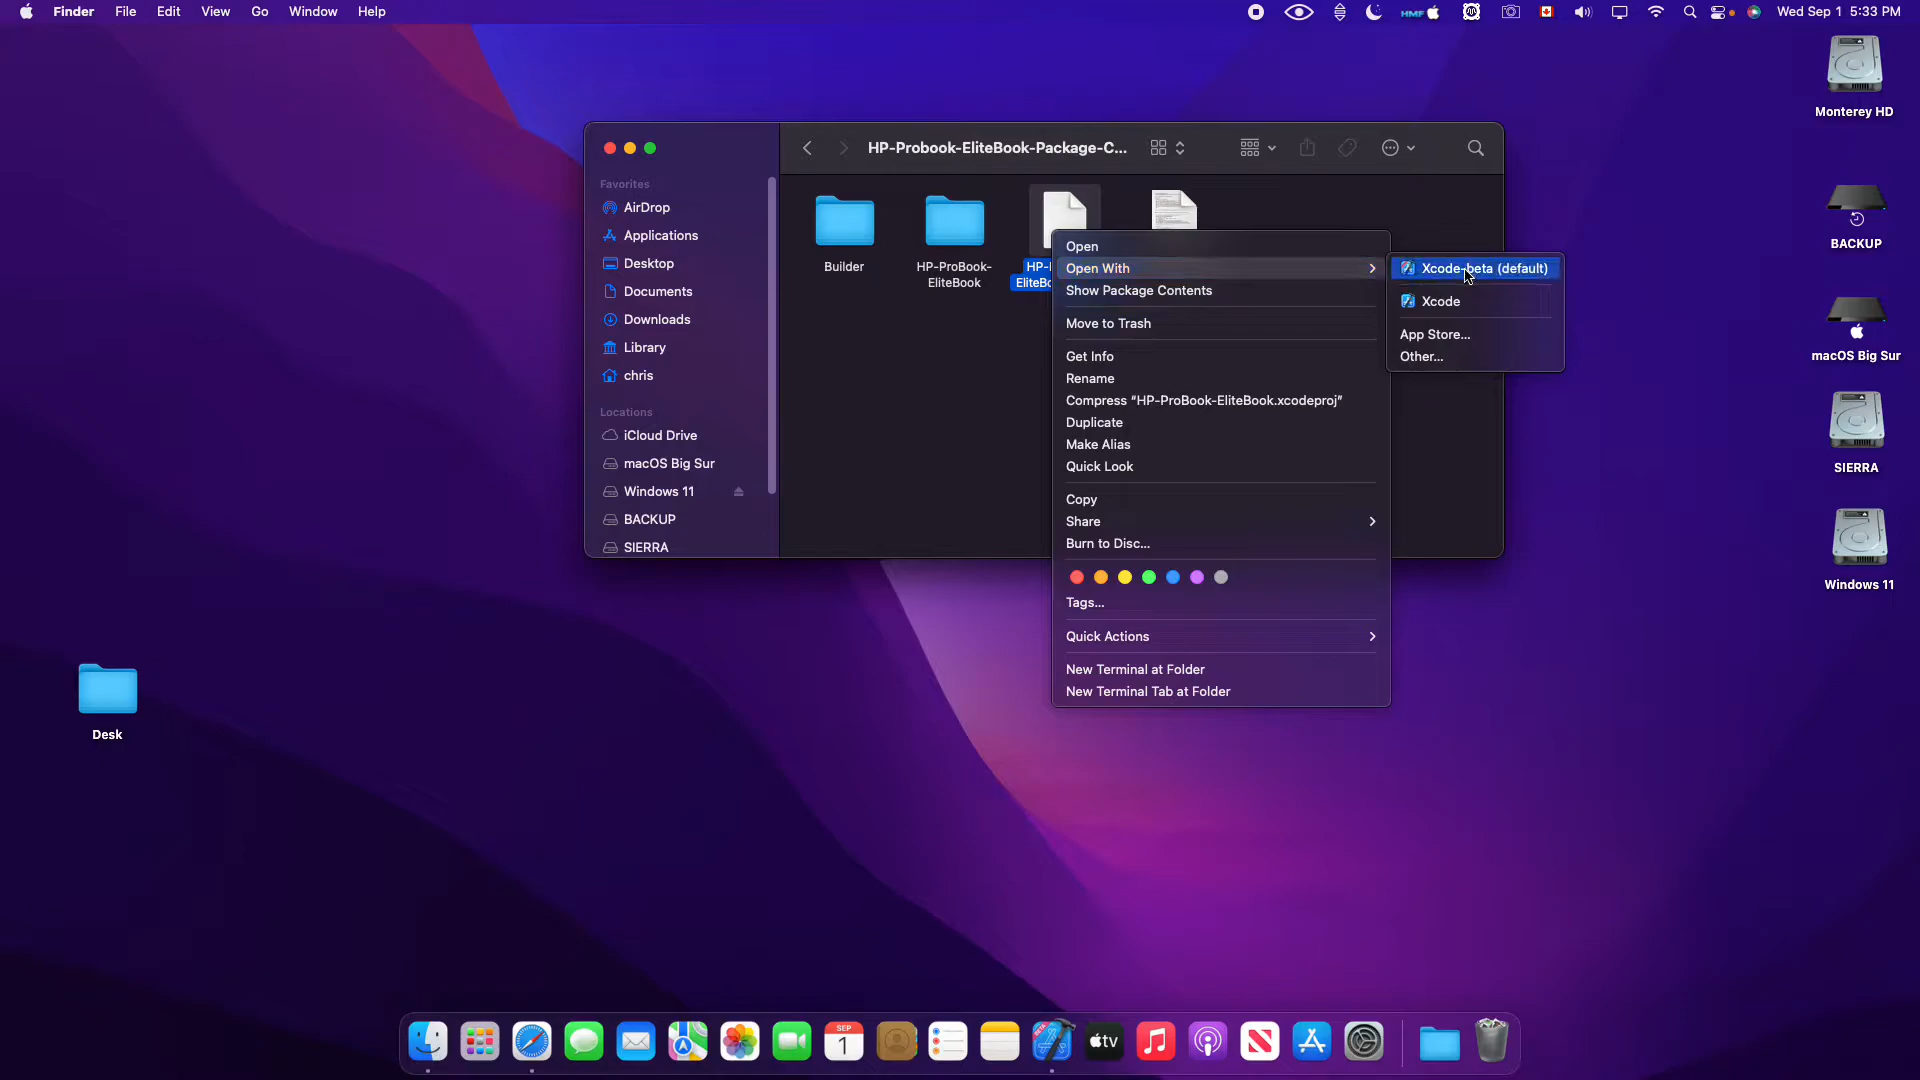 Finder File Edit View Go Window Help
HMF Wed Sep 1 5:33 PM
Monterey HD
BACKUP
macOS Big Sur
SIERRA
Windows 11
HP-Probook-EliteBook-Package-C...
Favorites
AirDrop
Applications
Desktop
Documents
Downloads
Library
chris
Locations
iCloud Drive
macOS Big Sur
Windows 11
BACKUP
SIERRA
Builder
HP-ProBook-
EliteBook
Open
Open With
Show Package Contents
Move to Trash
Get Info
Rename
Compress “HP-ProBook-EliteBook.xcodeproj”
Duplicate
Make Alias
Quick Look
Copy
Share
Burn to Disc...
Tags...
Quick Actions
New Terminal at Folder
New Terminal Tab at Folder
Xcode-beta (default)
Xcode
App Store...
Other...
Desk
SEP
1
tv